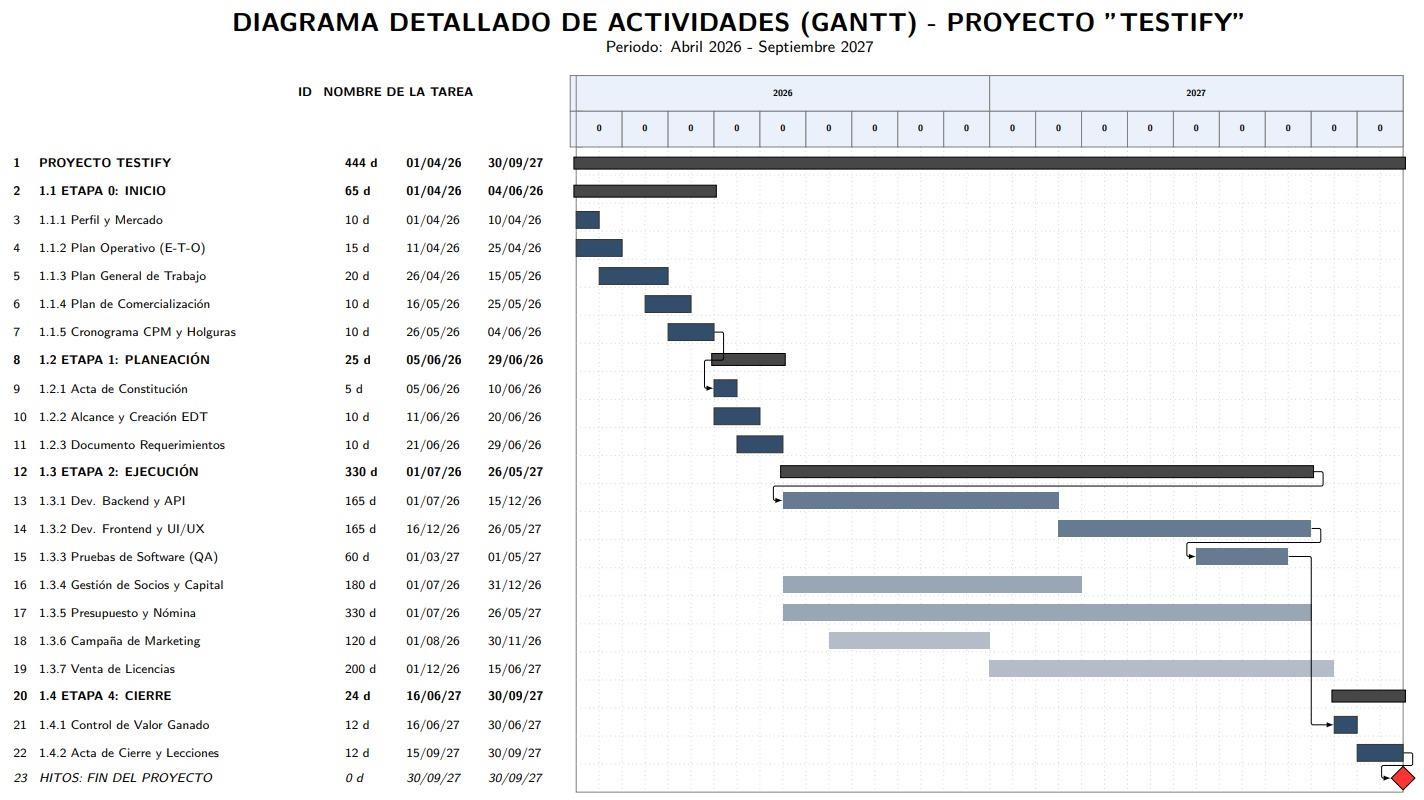 DIAGRAMA DETALLADO DE ACTIVIDADES (GANTT) - PROYECTO ”TESTIFY”
Periodo: Abril 2026 - Septiembre 2027
ID NOMBRE DE LA TAREA
2026 2027
0 0 0 0 0 0 0 0 0 0 0 0 0 0 0 0 0 0
1 PROYECTO TESTIFY 444 d 01/04/26 30/09/27
2 1.1 ETAPA 0: INICIO 65 d 01/04/26 04/06/26
3 1.1.1 Perfil y Mercado 10 d 01/04/26 10/04/26
4 1.1.2 Plan Operativo (E-T-O) 15 d 11/04/26 25/04/26
5 1.1.3 Plan General de Trabajo 20 d 26/04/26 15/05/26
6 1.1.4 Plan de Comercialización 10 d 16/05/26 25/05/26
7 1.1.5 Cronograma CPM y Holguras 10 d 26/05/26 04/06/26
8 1.2 ETAPA 1: PLANEACIÓN 25 d 05/06/26 29/06/26
9 1.2.1 Acta de Constitución 5 d 05/06/26 10/06/26
10 1.2.2 Alcance y Creación EDT 10 d 11/06/26 20/06/26
11 1.2.3 Documento Requerimientos 10 d 21/06/26 29/06/26
12 1.3 ETAPA 2: EJECUCIÓN 330 d 01/07/26 26/05/27
13 1.3.1 Dev. Backend y API 165 d 01/07/26 15/12/26
14 1.3.2 Dev. Frontend y UI/UX 165 d 16/12/26 26/05/27
15 1.3.3 Pruebas de Software (QA) 60 d 01/03/27 01/05/27
16 1.3.4 Gestión de Socios y Capital 180 d 01/07/26 31/12/26
17 1.3.5 Presupuesto y Nómina 330 d 01/07/26 26/05/27
18 1.3.6 Campaña de Marketing 120 d 01/08/26 30/11/26
19 1.3.7 Venta de Licencias 200 d 01/12/26 15/06/27
20 1.4 ETAPA 4: CIERRE 24 d 16/06/27 30/09/27
21 1.4.1 Control de Valor Ganado 12 d 16/06/27 30/06/27
22 1.4.2 Acta de Cierre y Lecciones 12 d 15/09/27 30/09/27
23 HITOS: FIN DEL PROYECTO 0 d 30/09/27 30/09/27